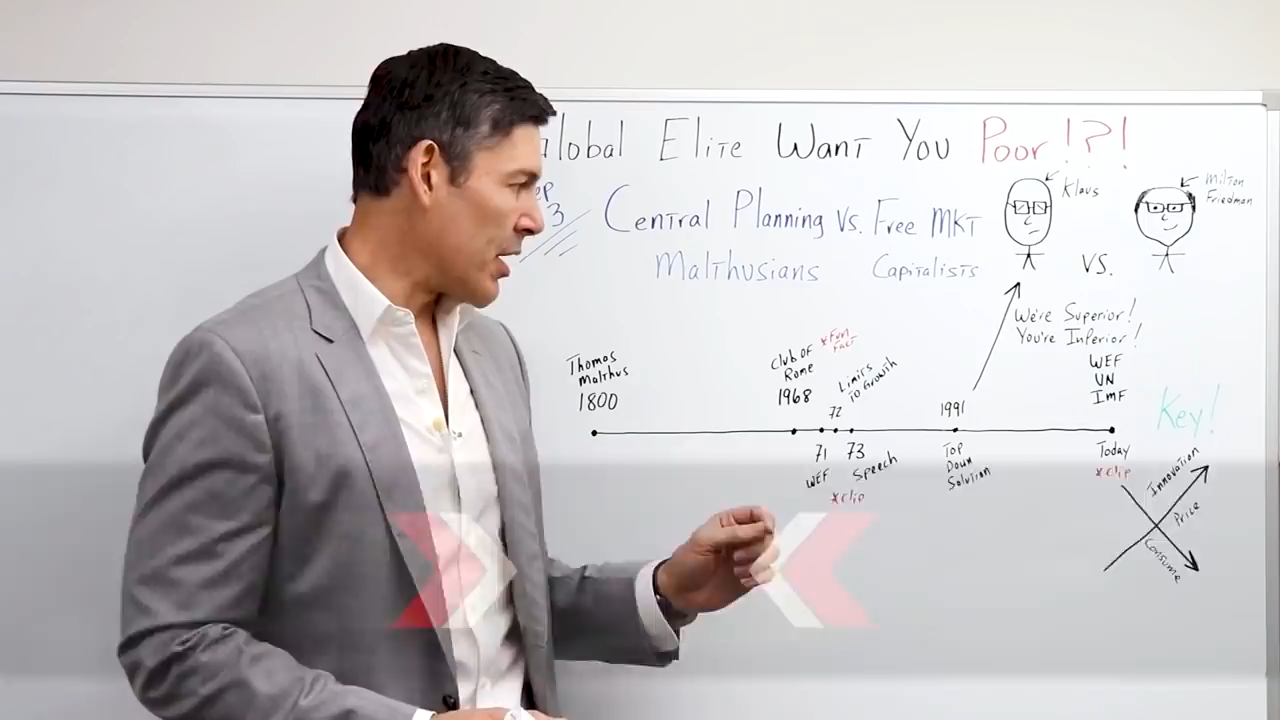 Global Elite Want You Poor!?!
Central Planning Vs. Free MKT
Malthusians Capitalists
Klaus
Milton
Friedman
VS.
We're Superior!
You're Inferior!
WEF
UN
IMF
Thomas
Malthus
1800
Club OF
Rome
1968
*Fun
Fact
72
Limits
To Growth
1991
71
WEF
73
Speech
*Clip
Top
Down
Solution
Today
*Clip
Key!
Innovation
Price
Consume